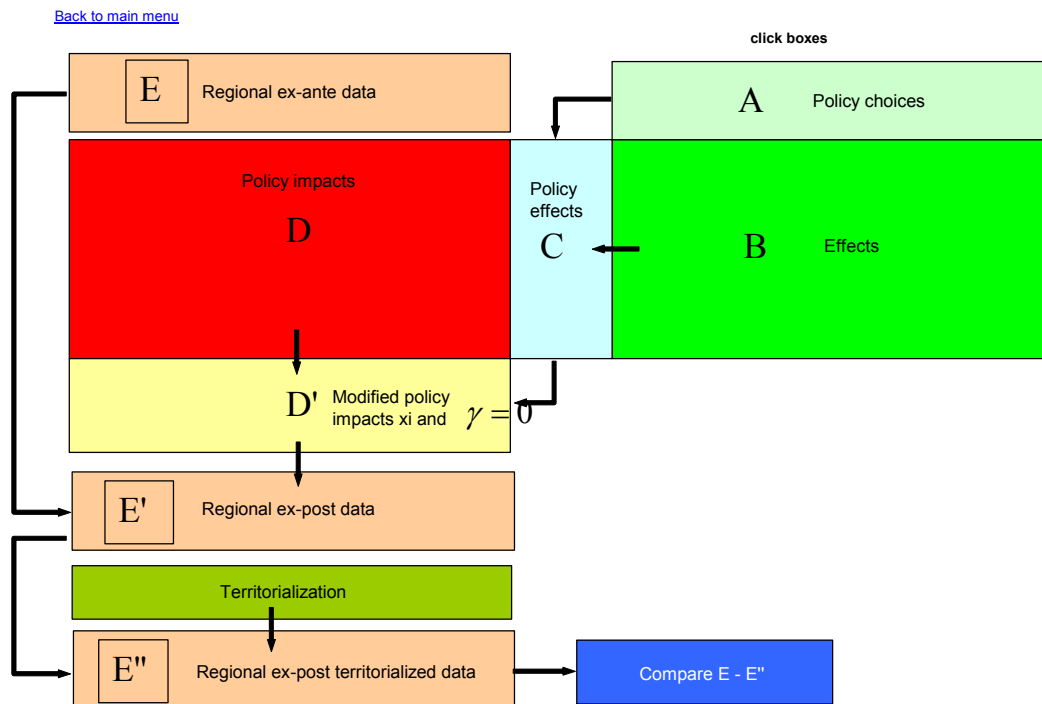 Back to main menu
click boxes
E Regional ex-ante data
A Policy choices
Policy impacts
D
Policy
effects
C
B Effects
D' Modified policy
impacts xi and γ = 0
E' Regional ex-post data
Territorialization
E" Regional ex-post territorialized data
Compare E - E"